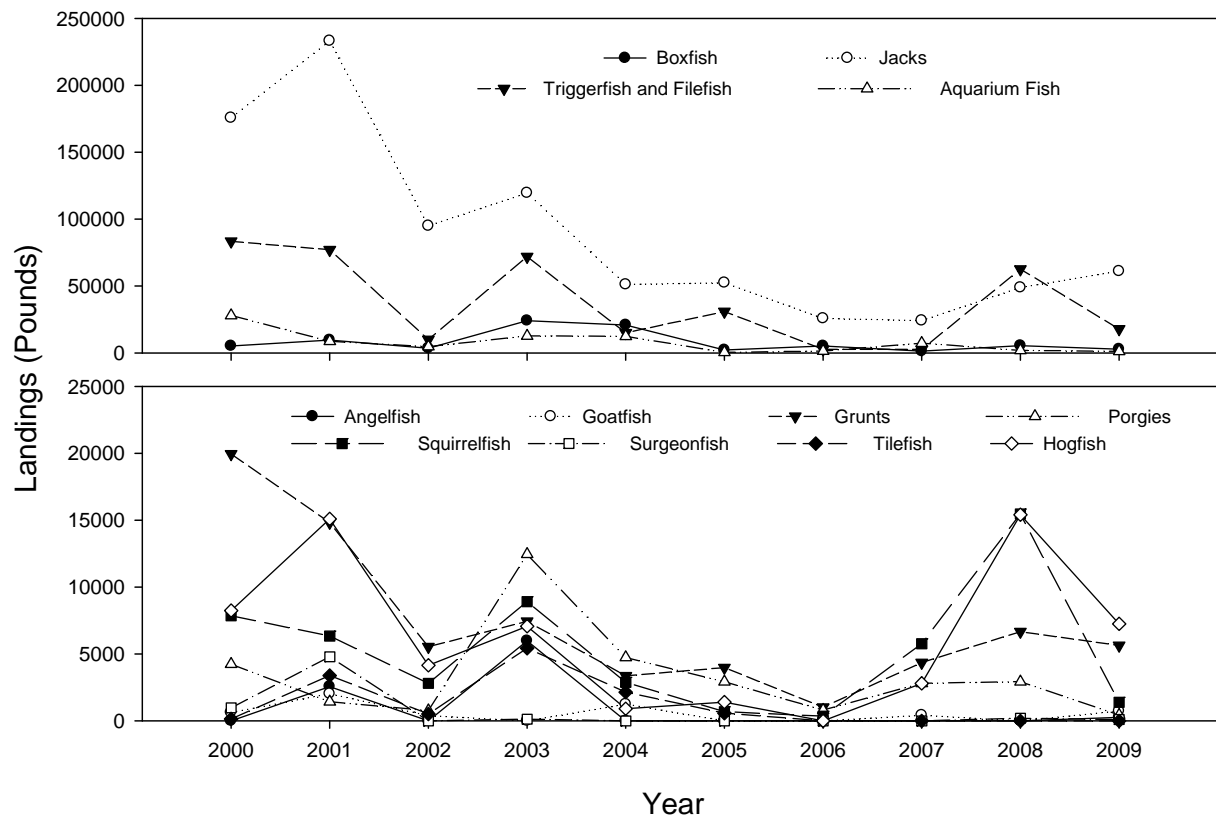 250000
Boxfish Jacks
200000
Triggerfish and Filefish Aquarium Fish
150000
100000
50000
0
Landings (Pounds)
25000
Angelfish Goatfish Grunts Porgies
Squirrelfish Surgeonfish Tilefish Hogfish
20000
15000
10000
5000
0
2000 2001 2002 2003 2004 2005 2006 2007 2008 2009
Year